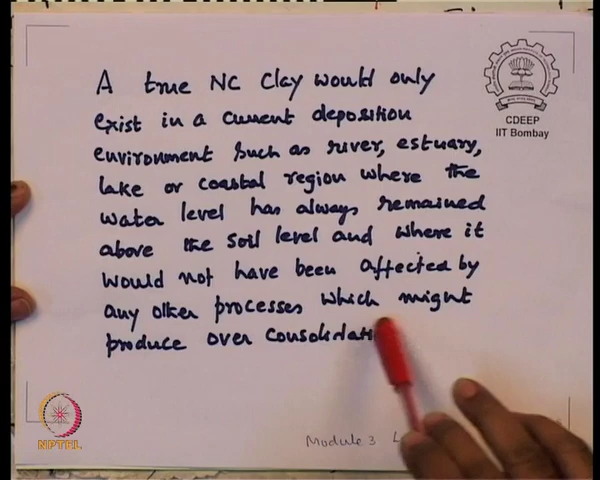 A true NC Clay would only
exist in a current deposition
environment such as river, estuary,
lake or coastal region where the
water level has always remained
above the soil level and where it
would not have been affected by
any other processes which might
produce over consolidati
CDEEP
IIT Bombay
NPTEL
Module 3 L